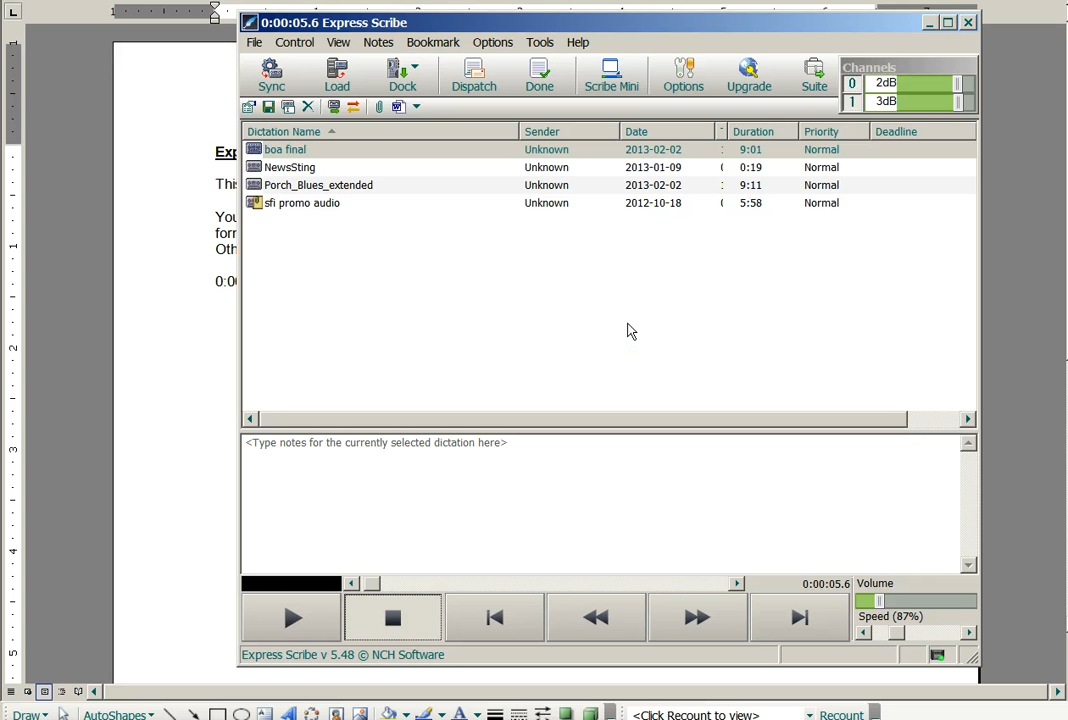 0:00:05.6 Express Scribe
File Control View Notes Bookmark Options Tools Help
Sync Load Dock Dispatch Done Scribe Mini Options Upgrade Suite
Channels
0 2dB
1 3dB
Dictation Name Sender Date Duration Priority Deadline
boa final Unknown 2013-02-02 9:01 Normal
NewsSting Unknown 2013-01-09 0:19 Normal
Porch_Blues_extended Unknown 2013-02-02 9:11 Normal
sfi promo audio Unknown 2012-10-18 5:58 Normal
Exp
This
You
form
Oth
0:00
<Type notes for the currently selected dictation here>
0:00:05.6
Volume
Speed (87%)
Express Scribe v 5.48 © NCH Software
Draw AutoShapes <Click Recount to view> Recount